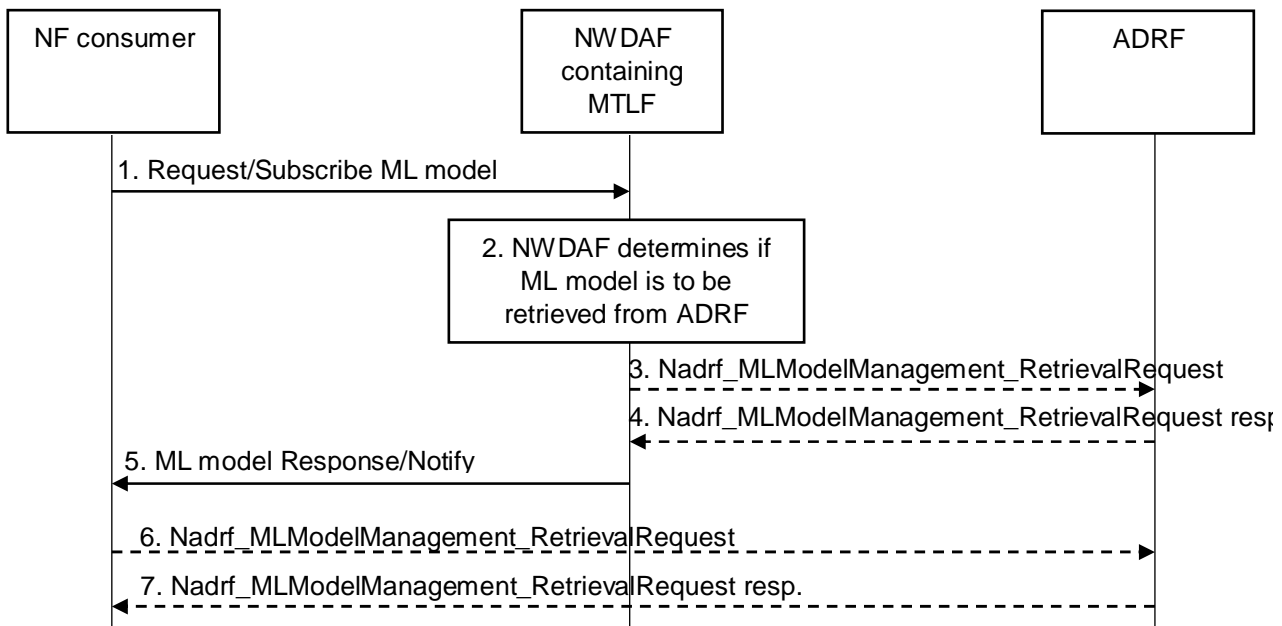 NF consumer
NWDAF
containing
MTLF
ADRF
1. Request/Subscribe ML model
2. NWDAF determines if
ML model is to be
retrieved from ADRF
3. Nadrf_MLModelManagement_RetrievalRequest
4. Nadrf_MLModelManagement_RetrievalRequest resp
5. ML model Response/Notify
6. Nadrf_MLModelManagement_RetrievalRequest
7. Nadrf_MLModelManagement_RetrievalRequest resp.